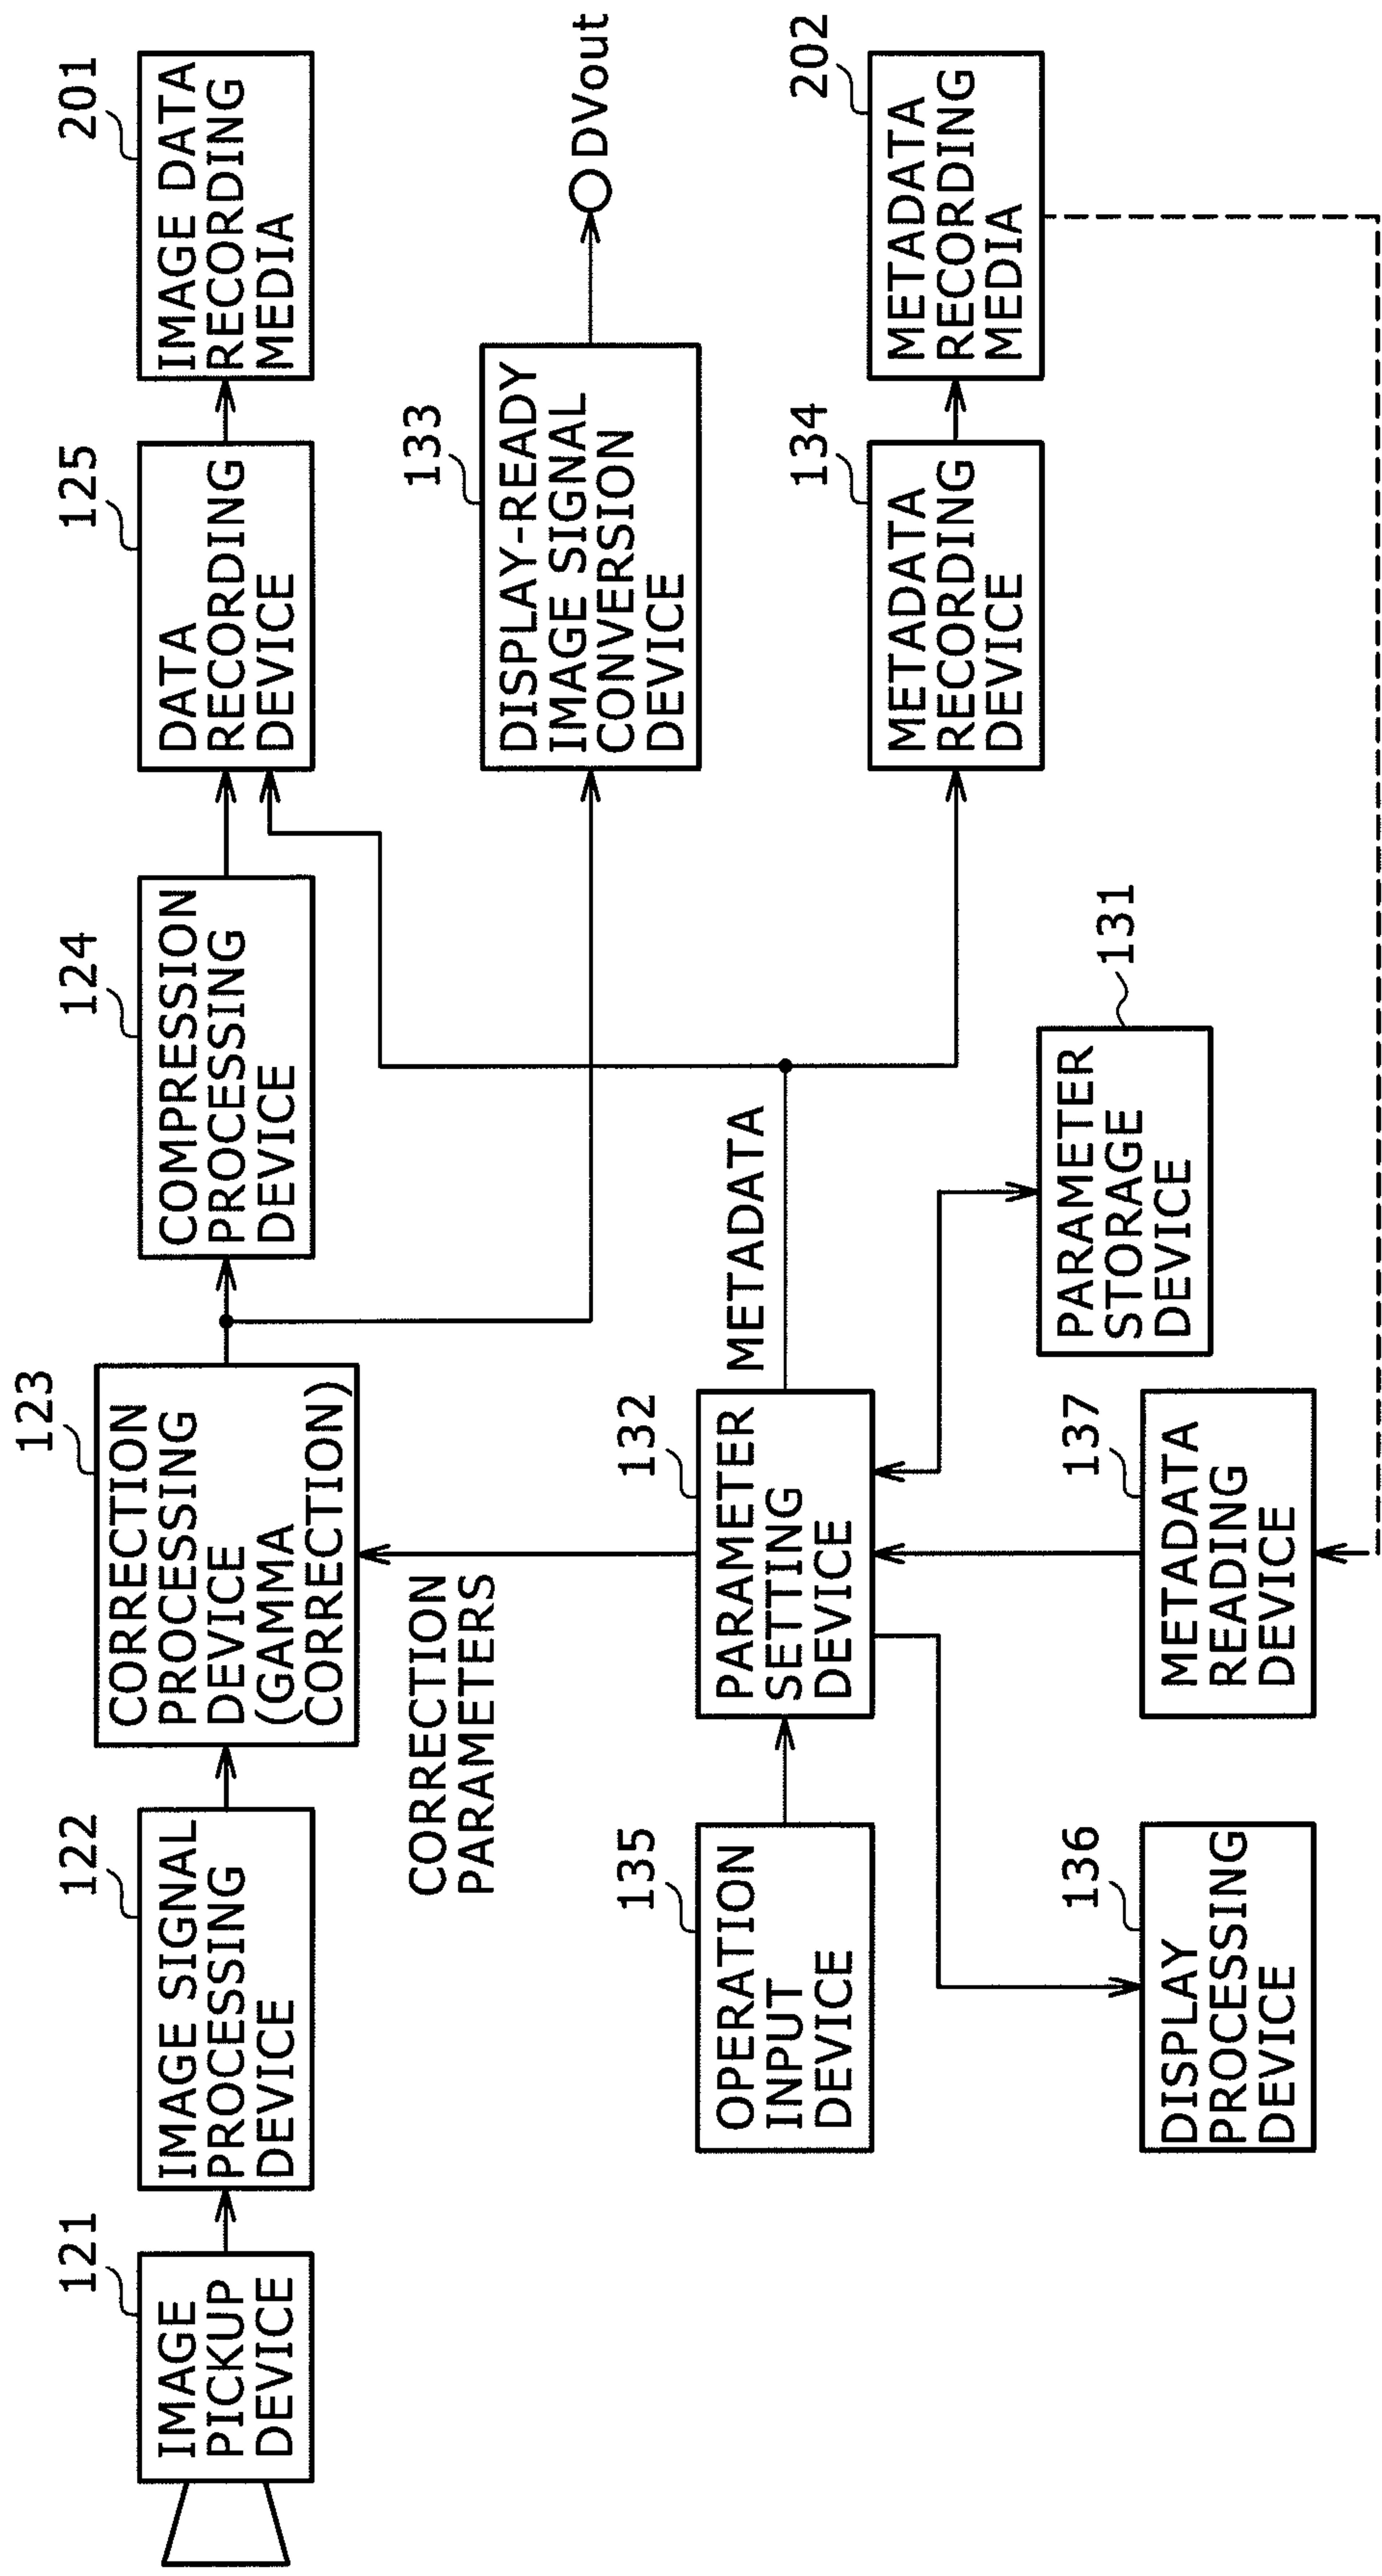 121
IMAGE
PICKUP
DEVICE
122
IMAGE SIGNAL
PROCESSING
DEVICE
123
CORRECTION
PROCESSING
DEVICE
(GAMMA
CORRECTION)
124
COMPRESSION
PROCESSING
DEVICE
125
DATA
RECORDING
DEVICE
201
IMAGE DATA
RECORDING
MEDIA
CORRECTION
PARAMETERS
133
DISPLAY-READY
IMAGE SIGNAL
CONVERSION
DEVICE
DVout
135
OPERATION
INPUT
DEVICE
132
PARAMETER
SETTING
DEVICE
METADATA
134
METADATA
RECORDING
DEVICE
202
METADATA
RECORDING
MEDIA
136
DISPLAY
PROCESSING
DEVICE
137
METADATA
READING
DEVICE
131
PARAMETER
STORAGE
DEVICE